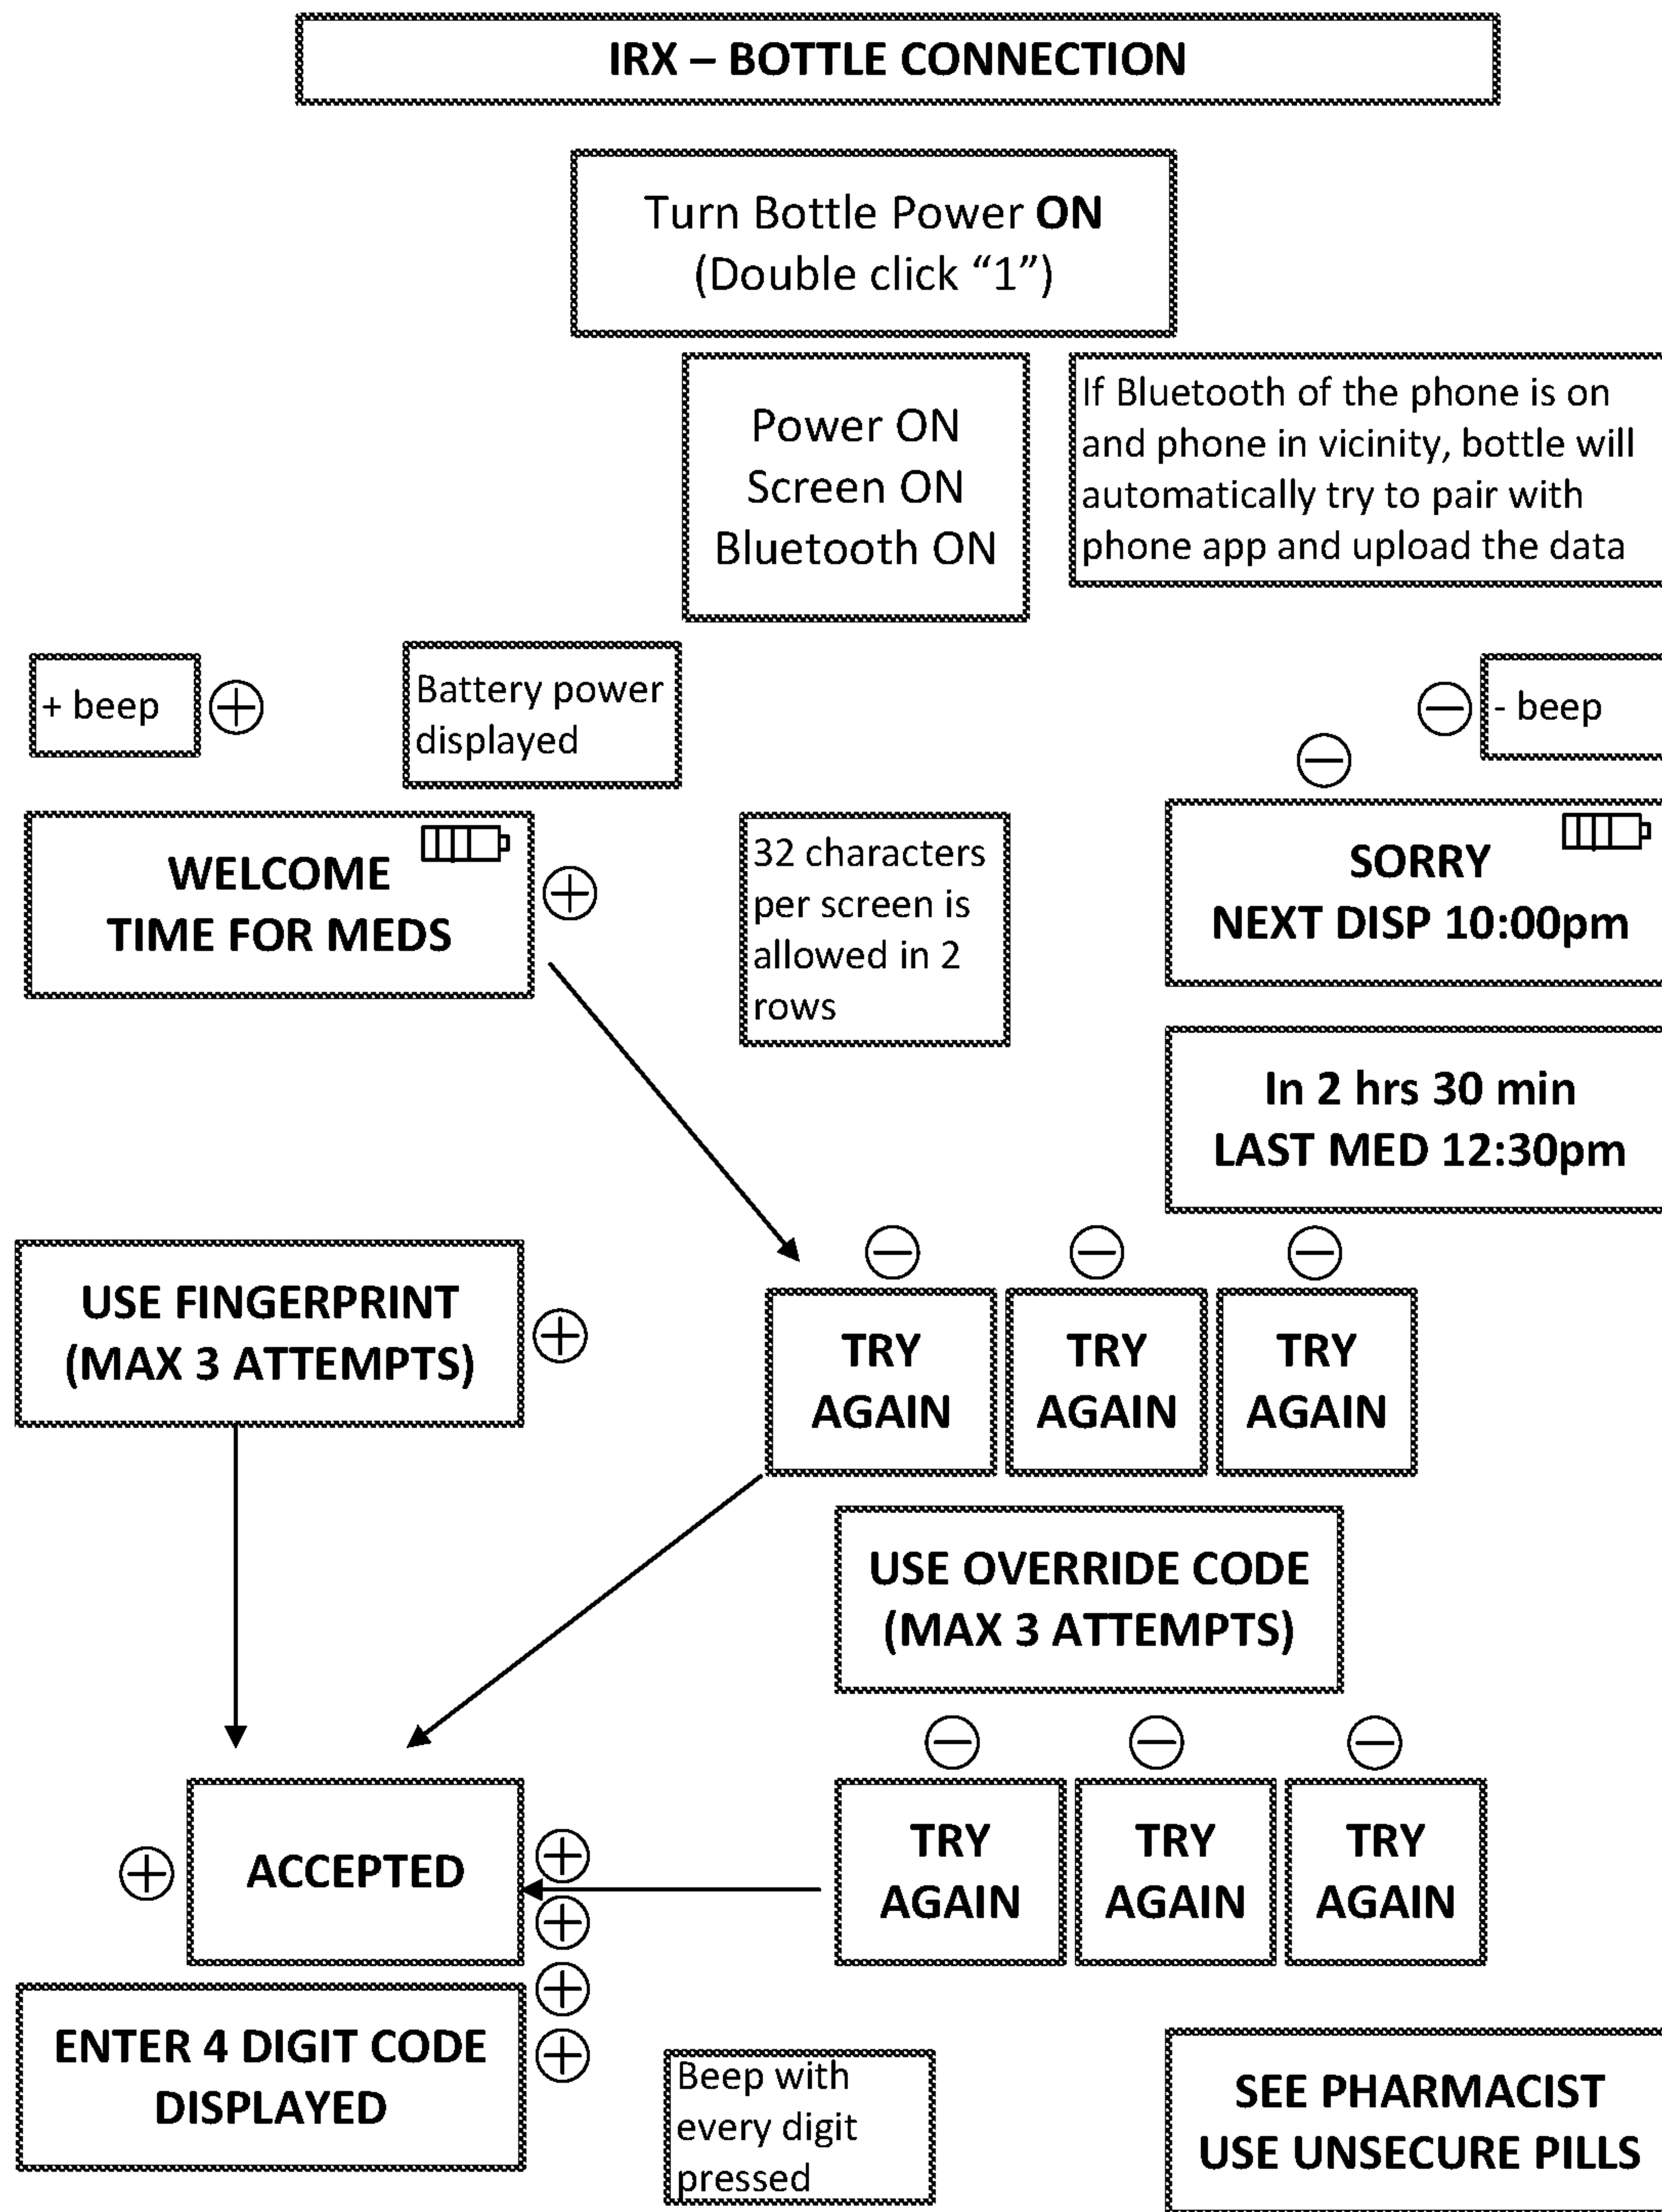 IRX – BOTTLE CONNECTION
Turn Bottle Power ON
(Double click “1”)
Power ON
Screen ON
Bluetooth ON
If Bluetooth of the phone is on
and phone in vicinity, bottle will
automatically try to pair with
phone app and upload the data
+ beep
Battery power
displayed
- beep
WELCOME
TIME FOR MEDS
32 characters
per screen is
allowed in 2
rows
SORRY
NEXT DISP 10:00pm
In 2 hrs 30 min
LAST MED 12:30pm
USE FINGERPRINT
(MAX 3 ATTEMPTS)
TRY
AGAIN
TRY
AGAIN
TRY
AGAIN
USE OVERRIDE CODE
(MAX 3 ATTEMPTS)
ACCEPTED
TRY
AGAIN
TRY
AGAIN
TRY
AGAIN
ENTER 4 DIGIT CODE
DISPLAYED
Beep with
every digit
pressed
SEE PHARMACIST
USE UNSECURE PILLS